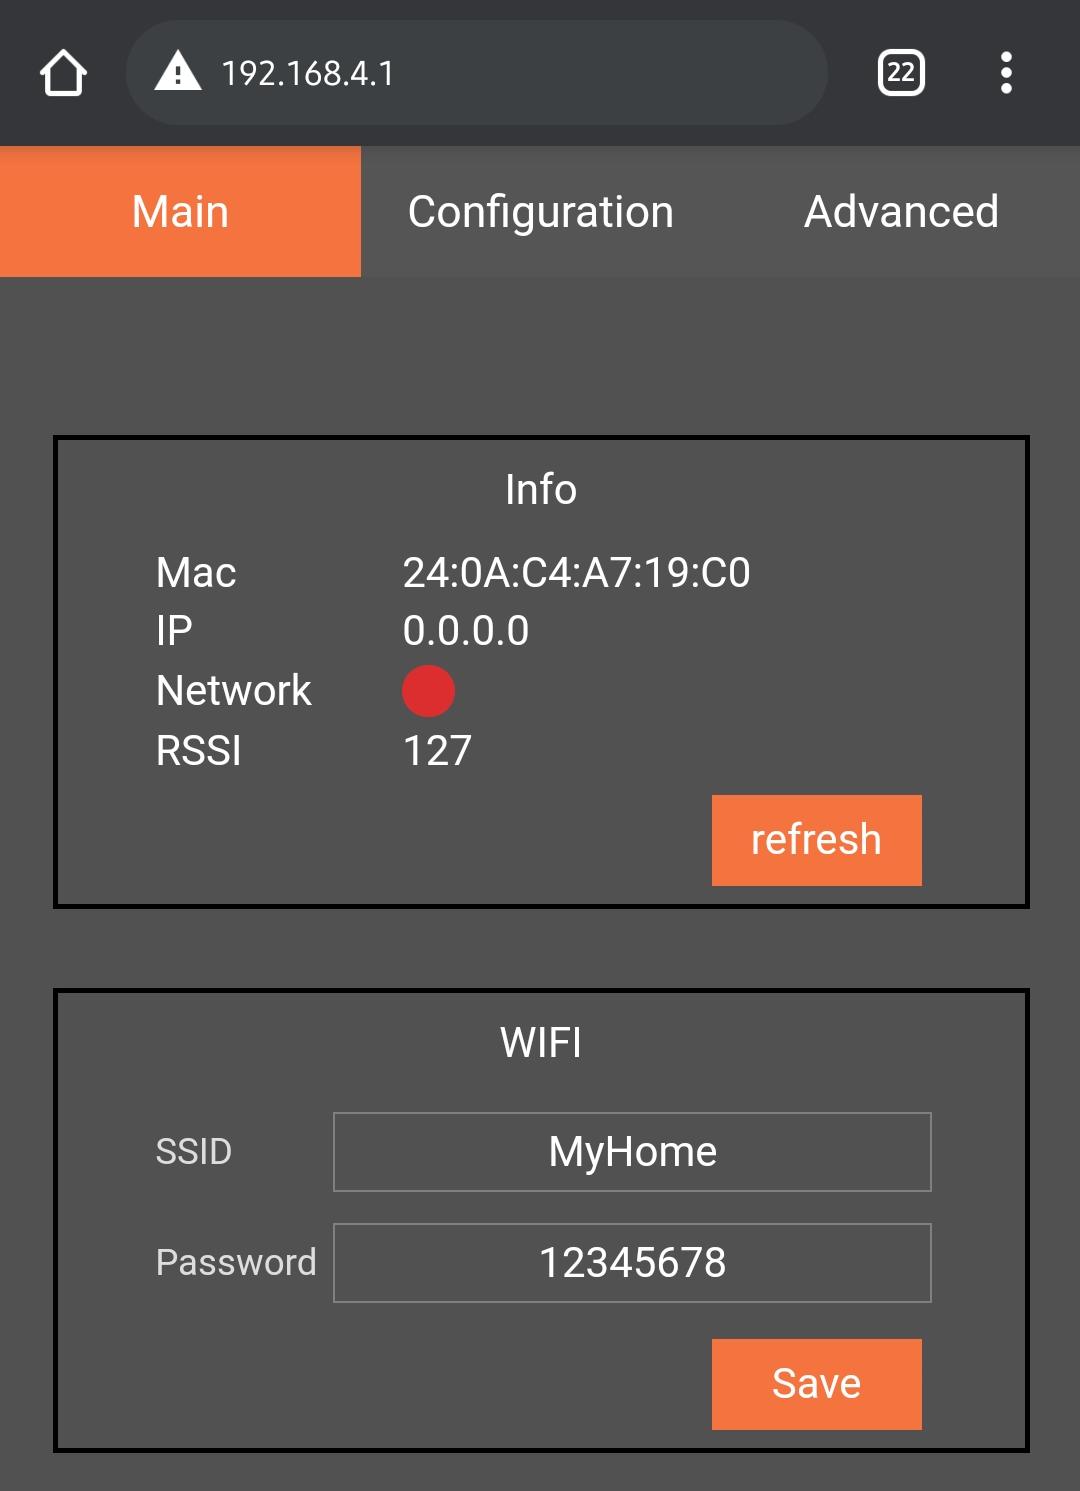 192.168.4.1
22
Main Configuration Advanced
Info
Mac 24:0A:C4:A7:19:C0
IP 0.0.0.0
Network
RSSI 127
refresh
WIFI
SSID MyHome
Password 12345678
Save